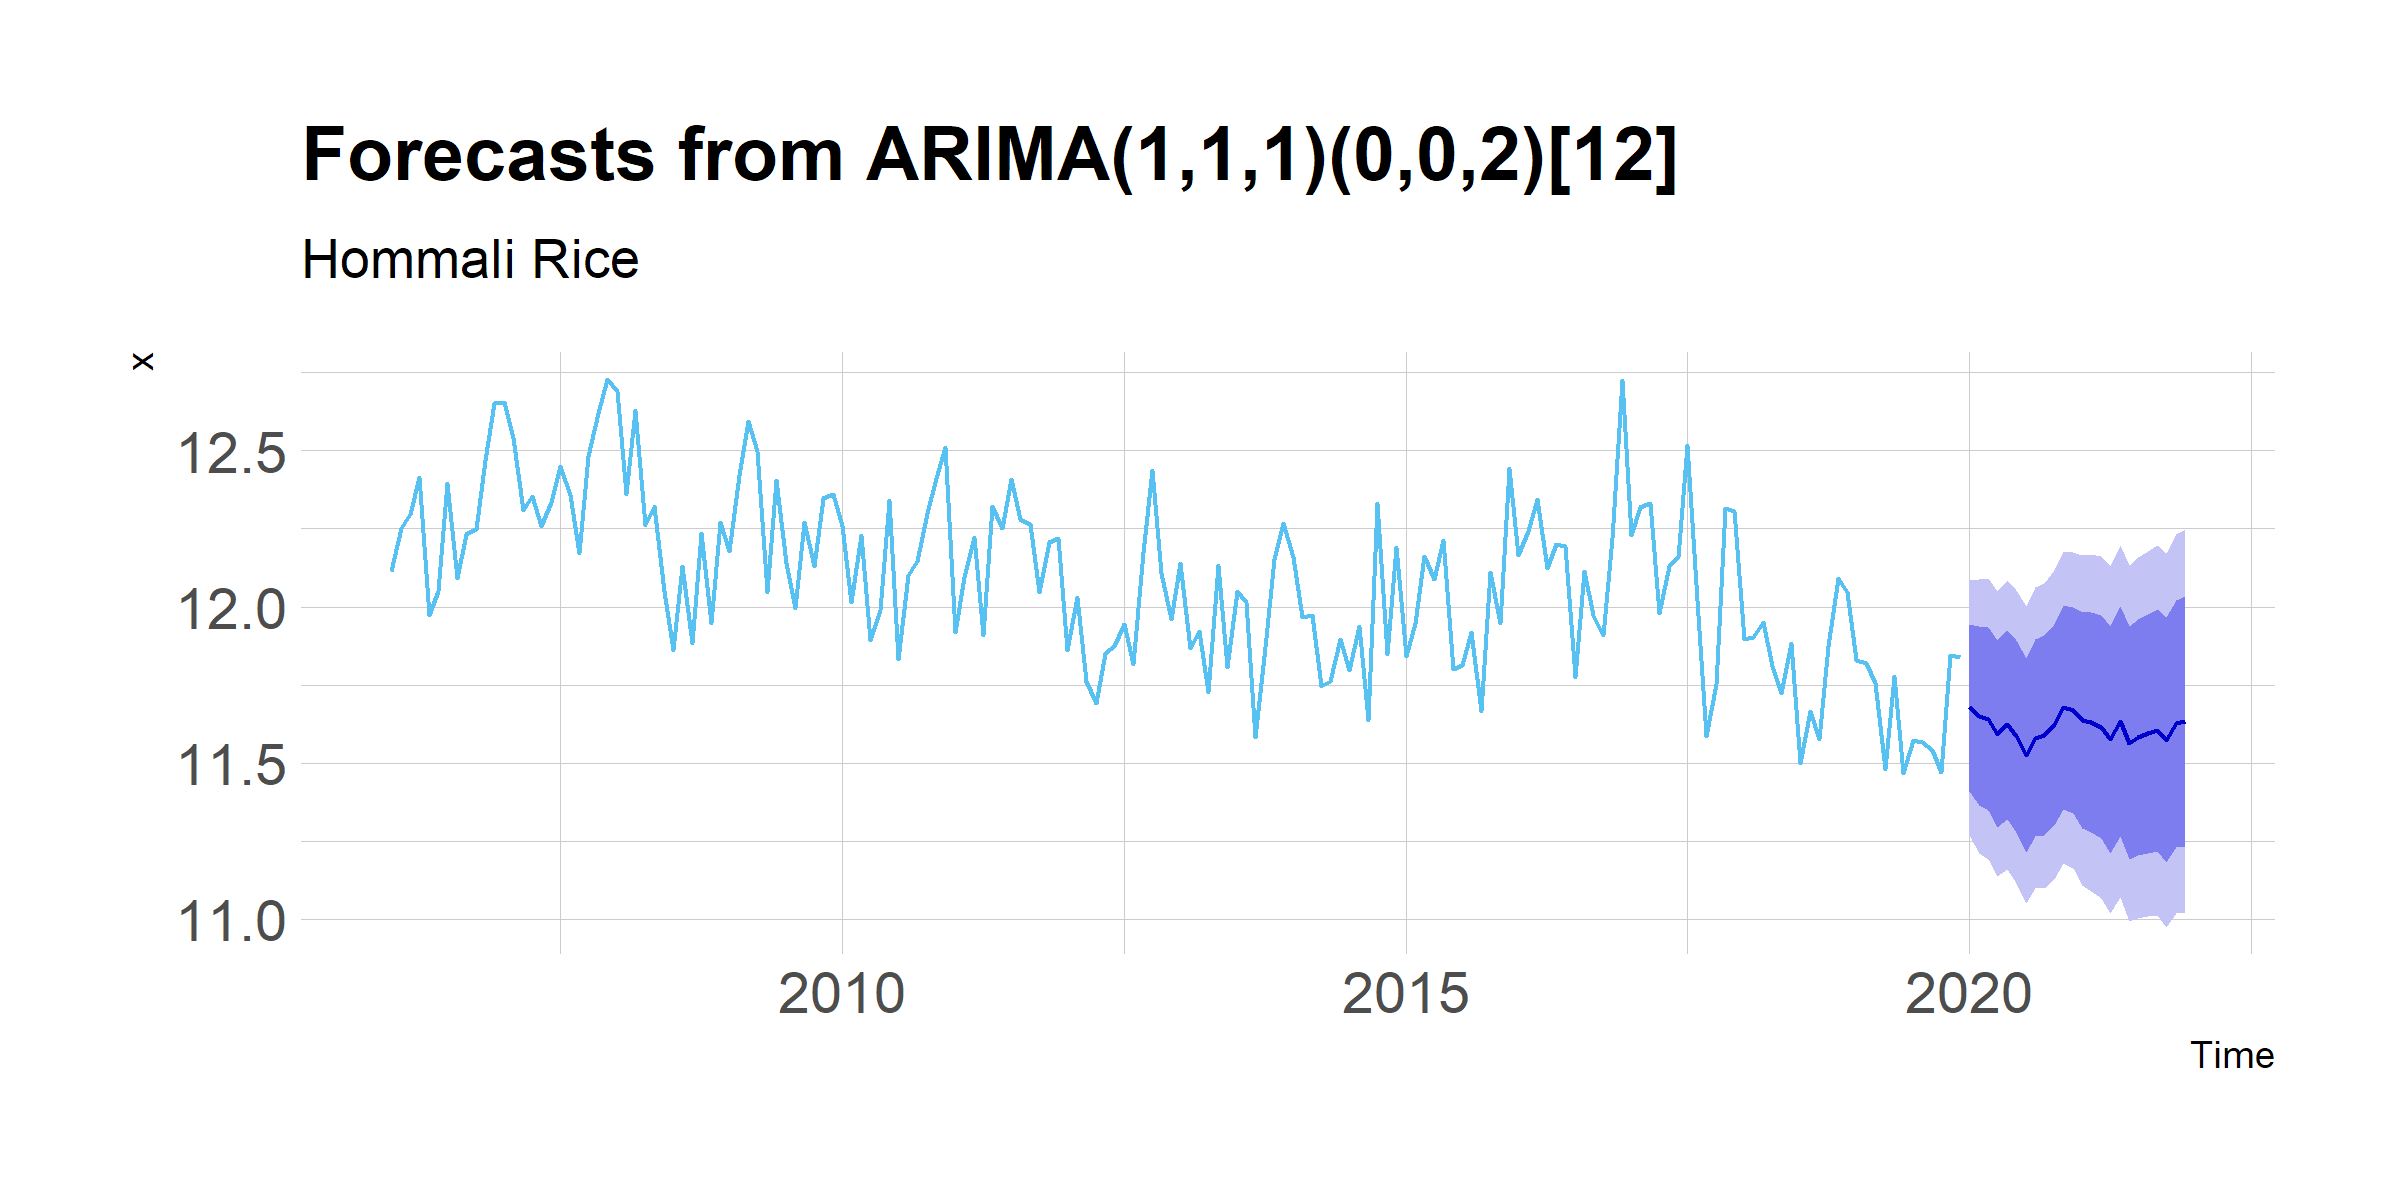 Forecasts from ARIMA(1,1,1)(0,0,2)[12]
Hommali Rice
x
12.5
12.0
11.5
11.0
2010 2015 2020
Time